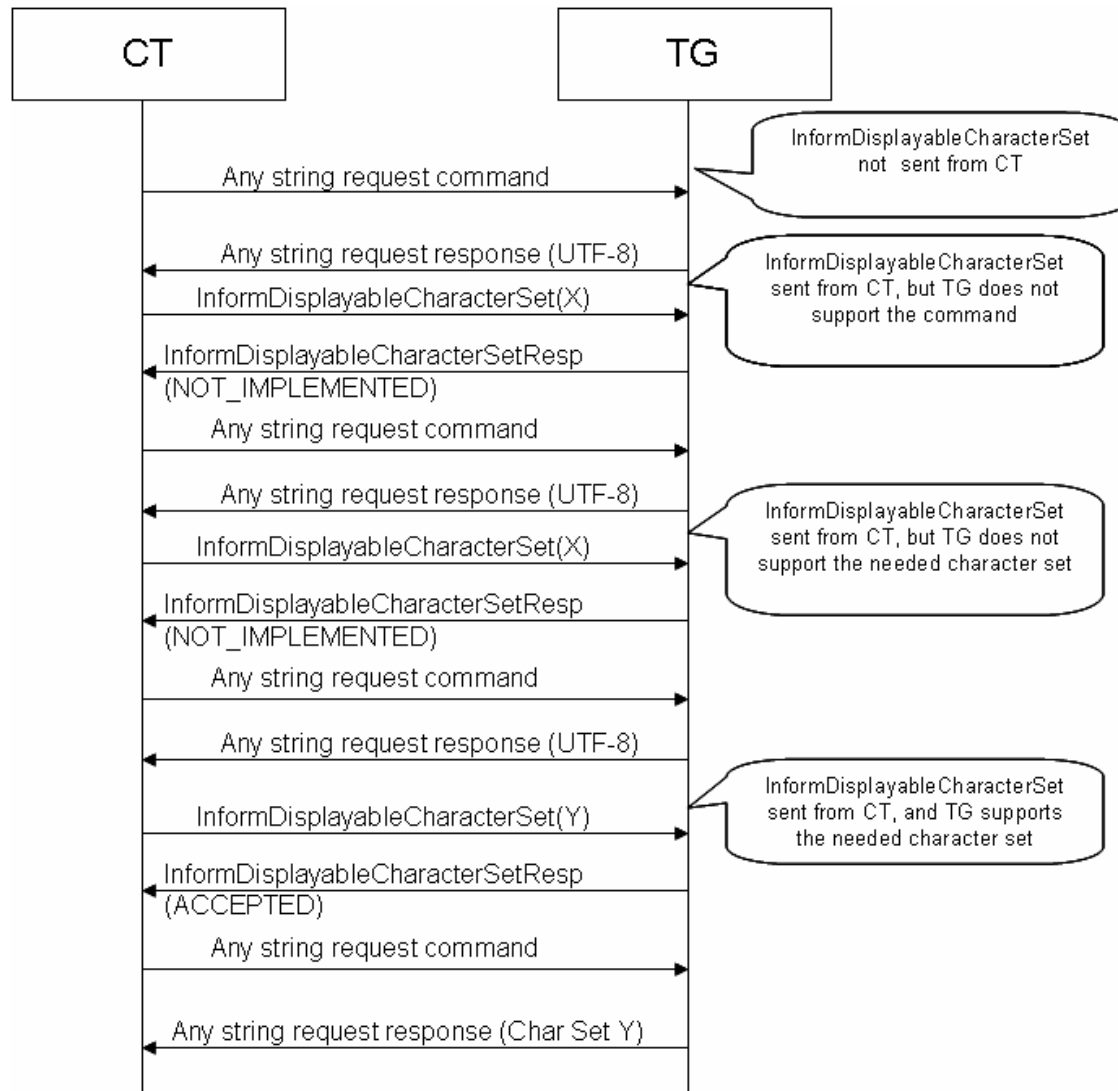 CT
TG
InformDisplayableCharacterSet
not sent from CT
Any string request command
Any string request response (UTF-8)
InformDisplayableCharacterSet
sent from CT, but TG does not
support the command
InformDisplayableCharacterSet(X)
InformDisplayableCharacterSetResp
(NOT_IMPLEMENTED)
Any string request command
Any string request response (UTF-8)
InformDisplayableCharacterSet
sent from CT, but TG does not
support the needed character set
InformDisplayableCharacterSet(X)
InformDisplayableCharacterSetResp
(NOT_IMPLEMENTED)
Any string request command
Any string request response (UTF-8)
InformDisplayableCharacterSet
sent from CT, and TG supports
the needed character set
InformDisplayableCharacterSet(Y)
InformDisplayableCharacterSetResp
(ACCEPTED)
Any string request command
Any string request response (Char Set Y)